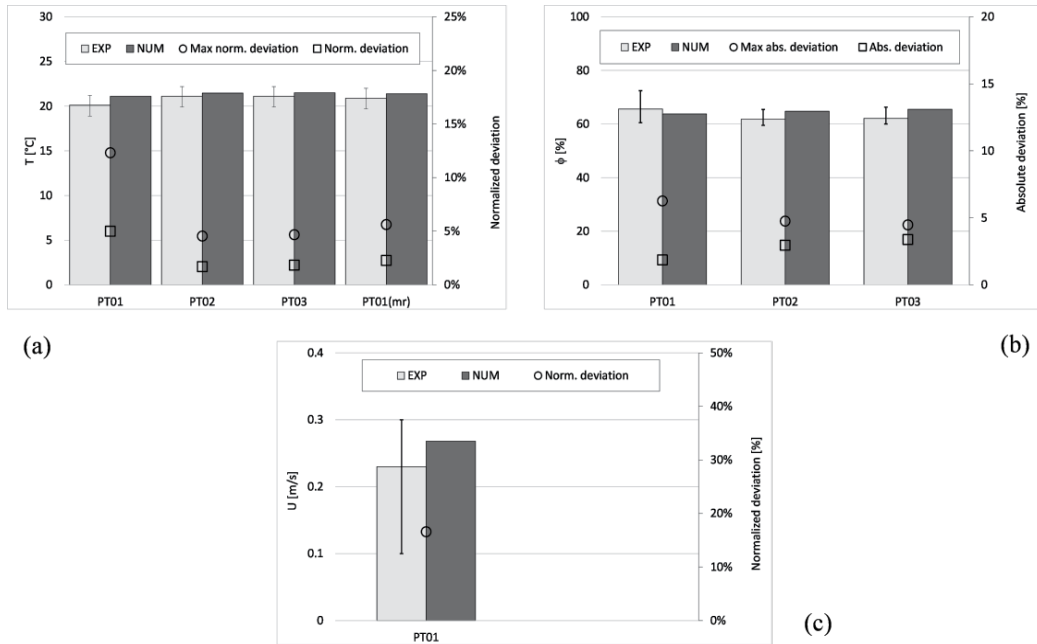 30
25
20
15
10
5
0
T [°C]
EXP NUM Max norm. deviation Norm. deviation
25%
20%
15%
10%
5%
0%
Normalized deviation
PT01 PT02 PT03 PT01(mr)
(a)
100
80
60
40
20
0
ϕ [%]
EXP NUM Max abs. deviation Abs. deviation
20
15
10
5
0
Absolute deviation [%]
PT01 PT02 PT03
(b)
0.4
0.3
0.2
0.1
0
U [m/s]
EXP NUM Norm. deviation
50%
40%
30%
20%
10%
0%
Normalized deviation [%]
PT01
(c)